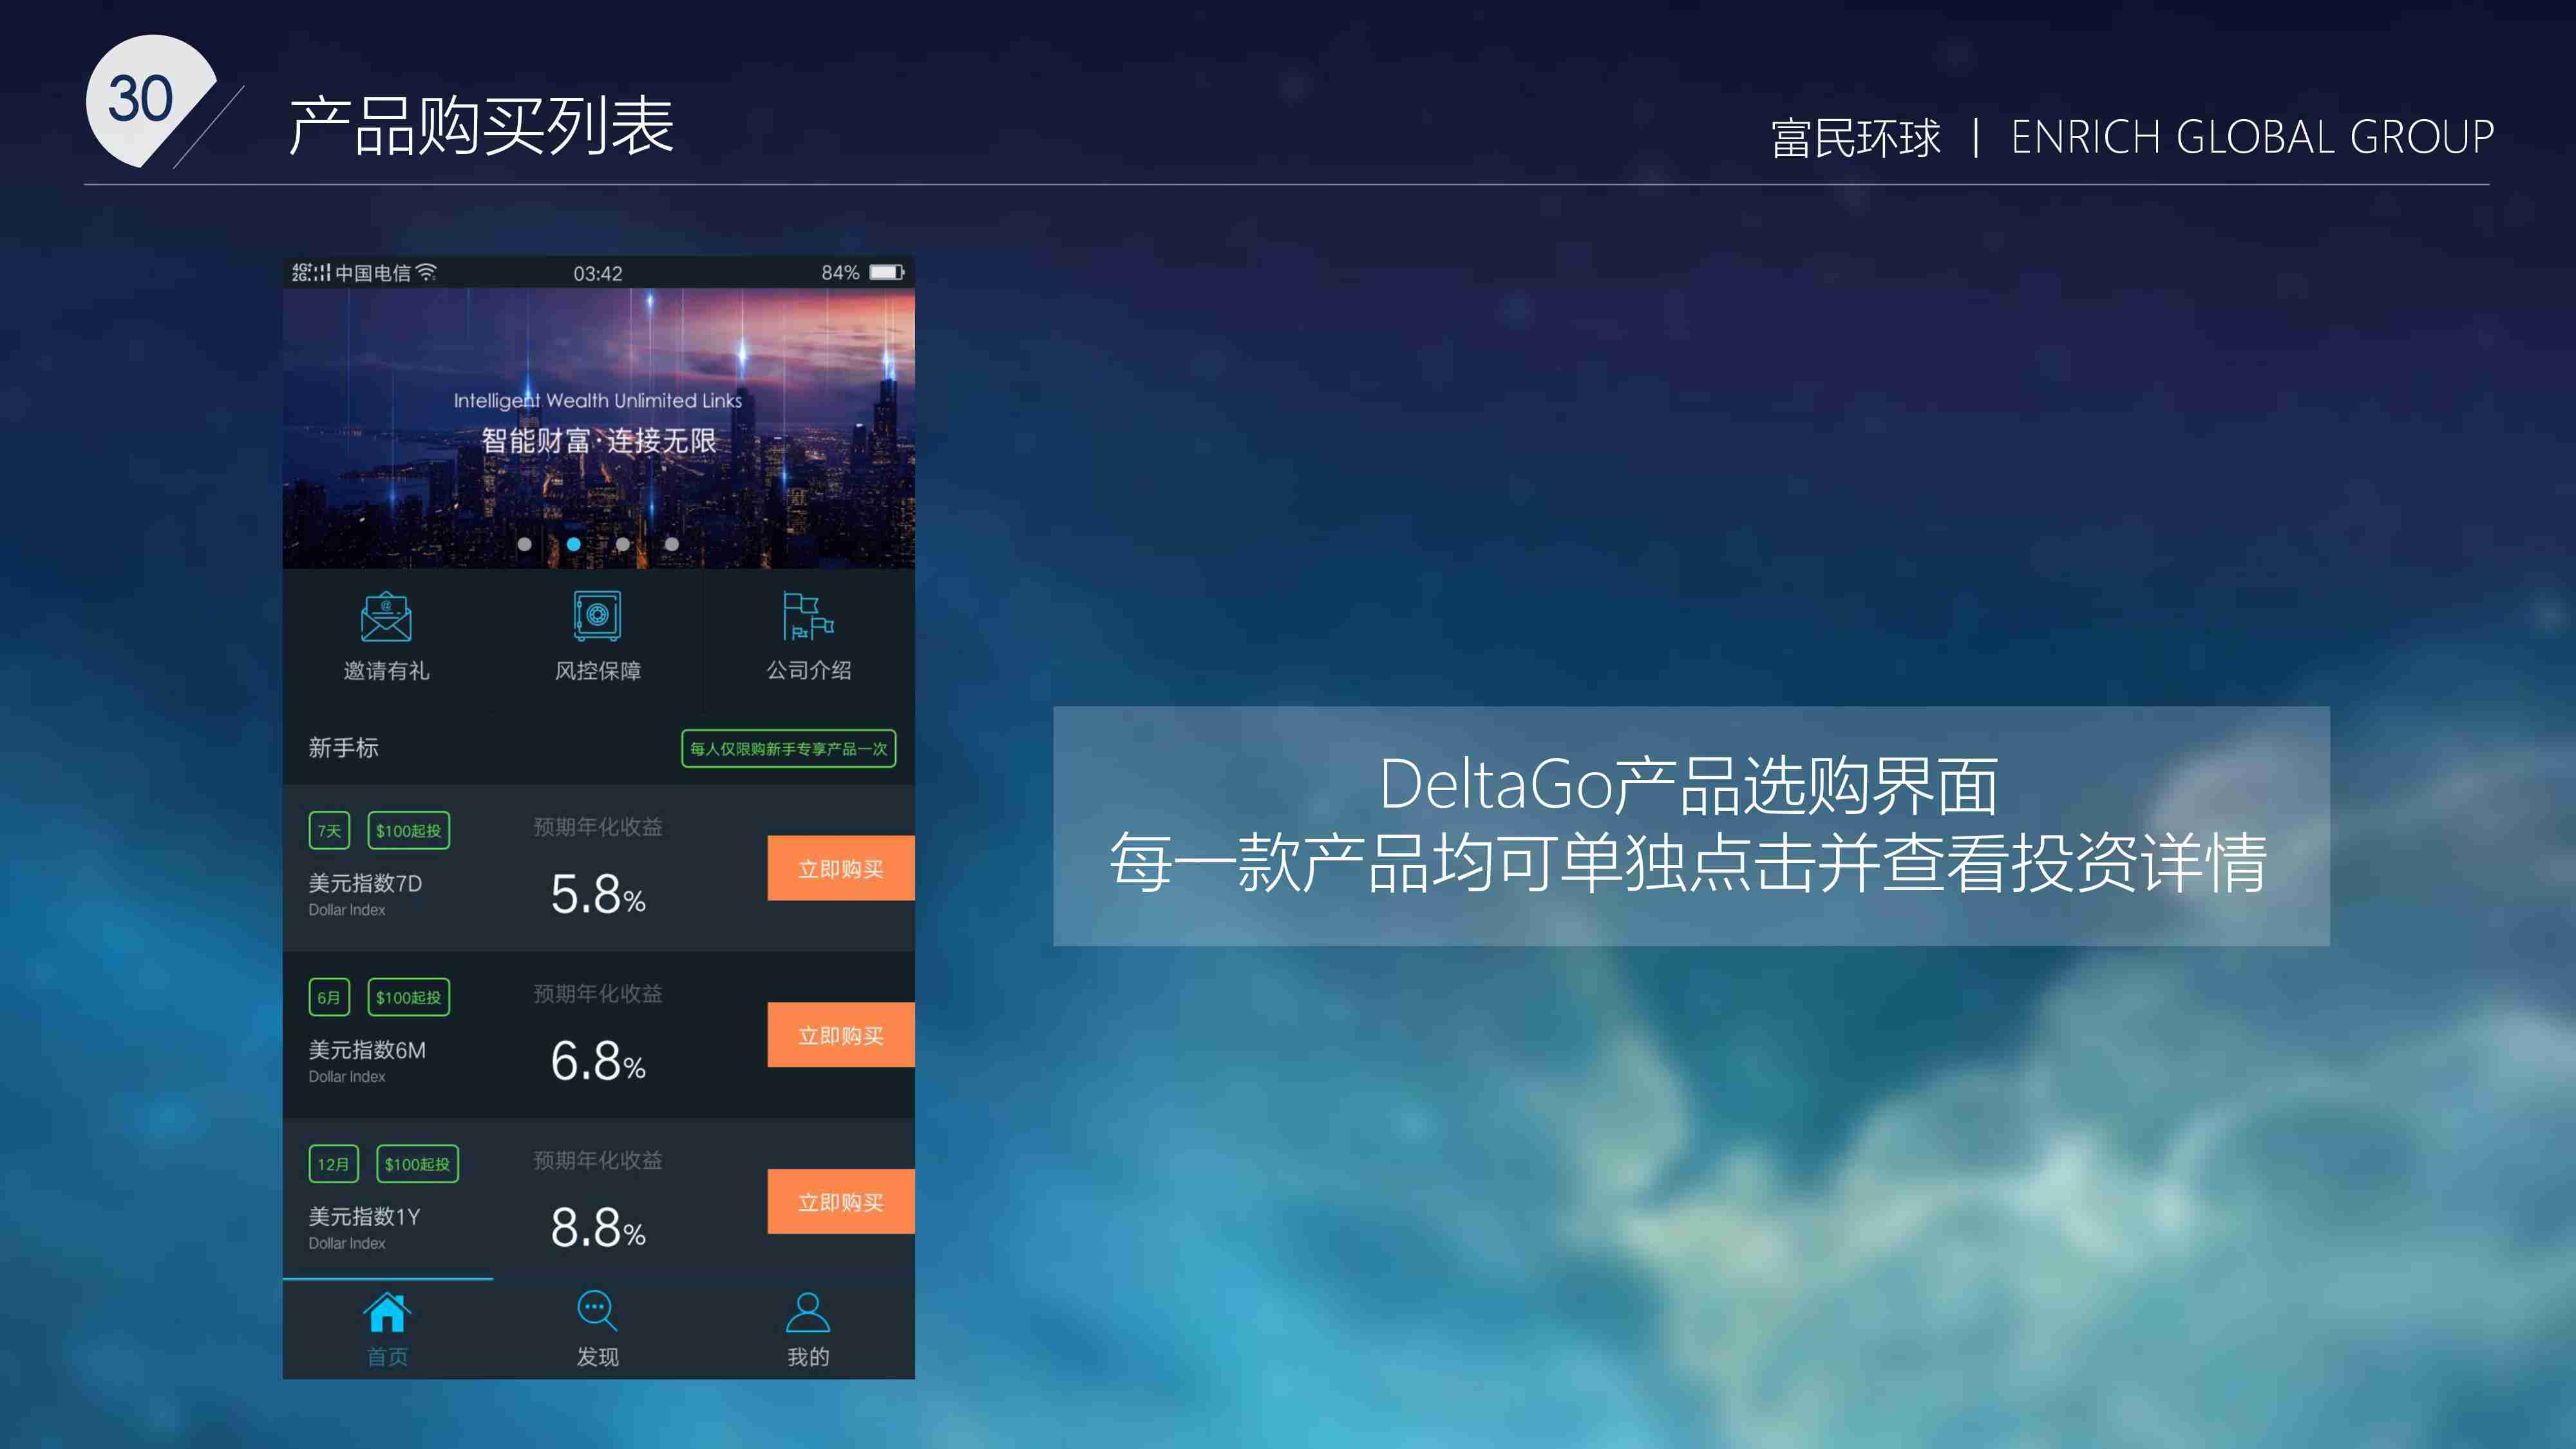 30
产品购买列表
富民环球 | ENRICH GLOBAL GROUP
4G+ 2G 中国电信 03:42 84%
Intelligent Wealth Unlimited Links
智能财富·连接无限
邀请有礼 风控保障 公司介绍
新手标 每人仅限购新手专享产品一次
7天 $100起投 预期年化收益
美元指数7D 5.8% 立即购买
Dollar Index
6月 $100起投 预期年化收益
美元指数6M 6.8% 立即购买
Dollar Index
12月 $100起投 预期年化收益
美元指数1Y 8.8% 立即购买
Dollar Index
首页 发现 我的
DeltaGo产品选购界面
每一款产品均可单独点击并查看投资详情